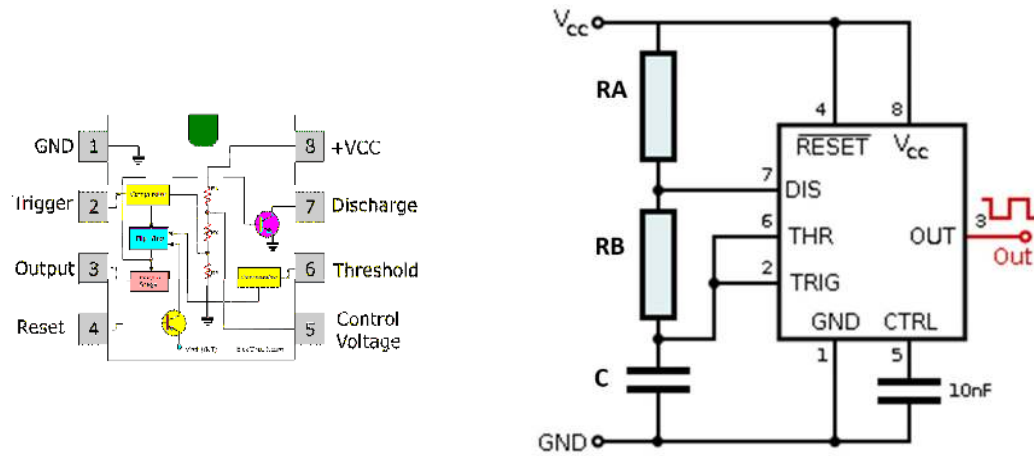 GND 1
8 +VCC
Trigger 2
7 Discharge
Output 3
6 Threshold
Reset 4
5 Control
Voltage
VCC
RA
4
8
RESET
VCC
7
DIS
RB
6
THR
3
OUT
Out
2
TRIG
GND
CTRL
1
5
C
10nF
GND